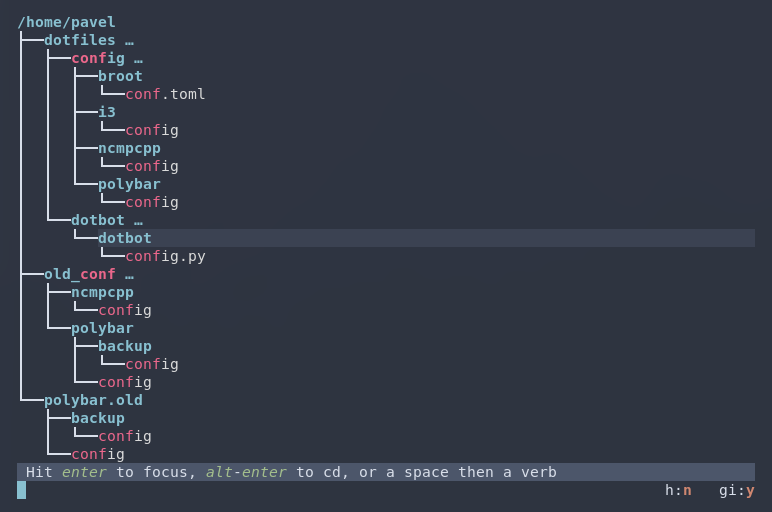 /home/pavel
dotfiles …
config …
broot
conf.toml
i3
config
ncmpcpp
config
polybar
config
dotbot …
dotbot
config.py
old_conf …
ncmpcpp
config
polybar
backup
config
config
polybar.old
backup
config
config
Hit enter to focus, alt-enter to cd, or a space then a verb
h:n gi:y